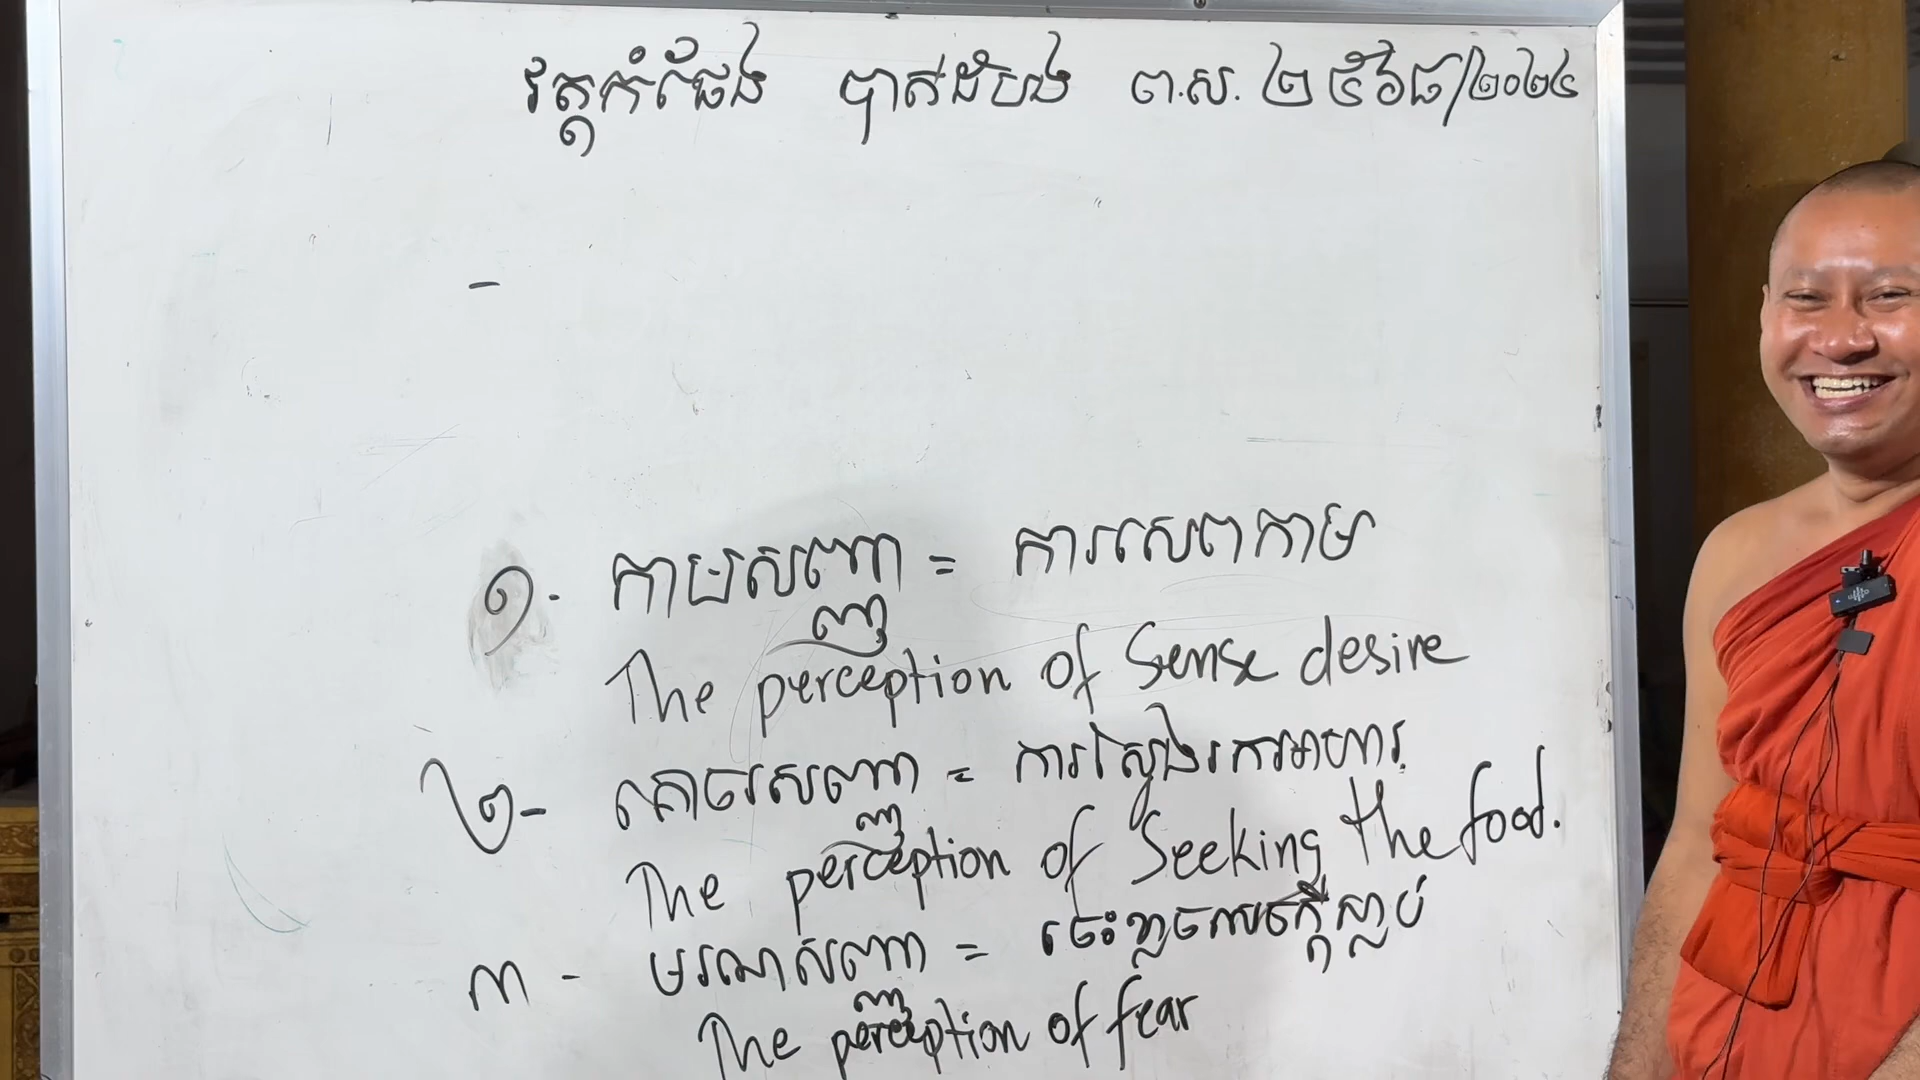 វត្តកំផែង បាត់ដំបង ព.ស. ២៥៦៨/២០២៤
-
១- កាមសញ្ញា = ការសេពកាម
The perception of Sense desire
២- គោចរសញ្ញា = ការស្វែងរកអាហារ
The perception of Seeking the food.
៣- មរណសញ្ញា = ចេះខ្លាចសេចក្ដីស្លាប់
The perception of fear